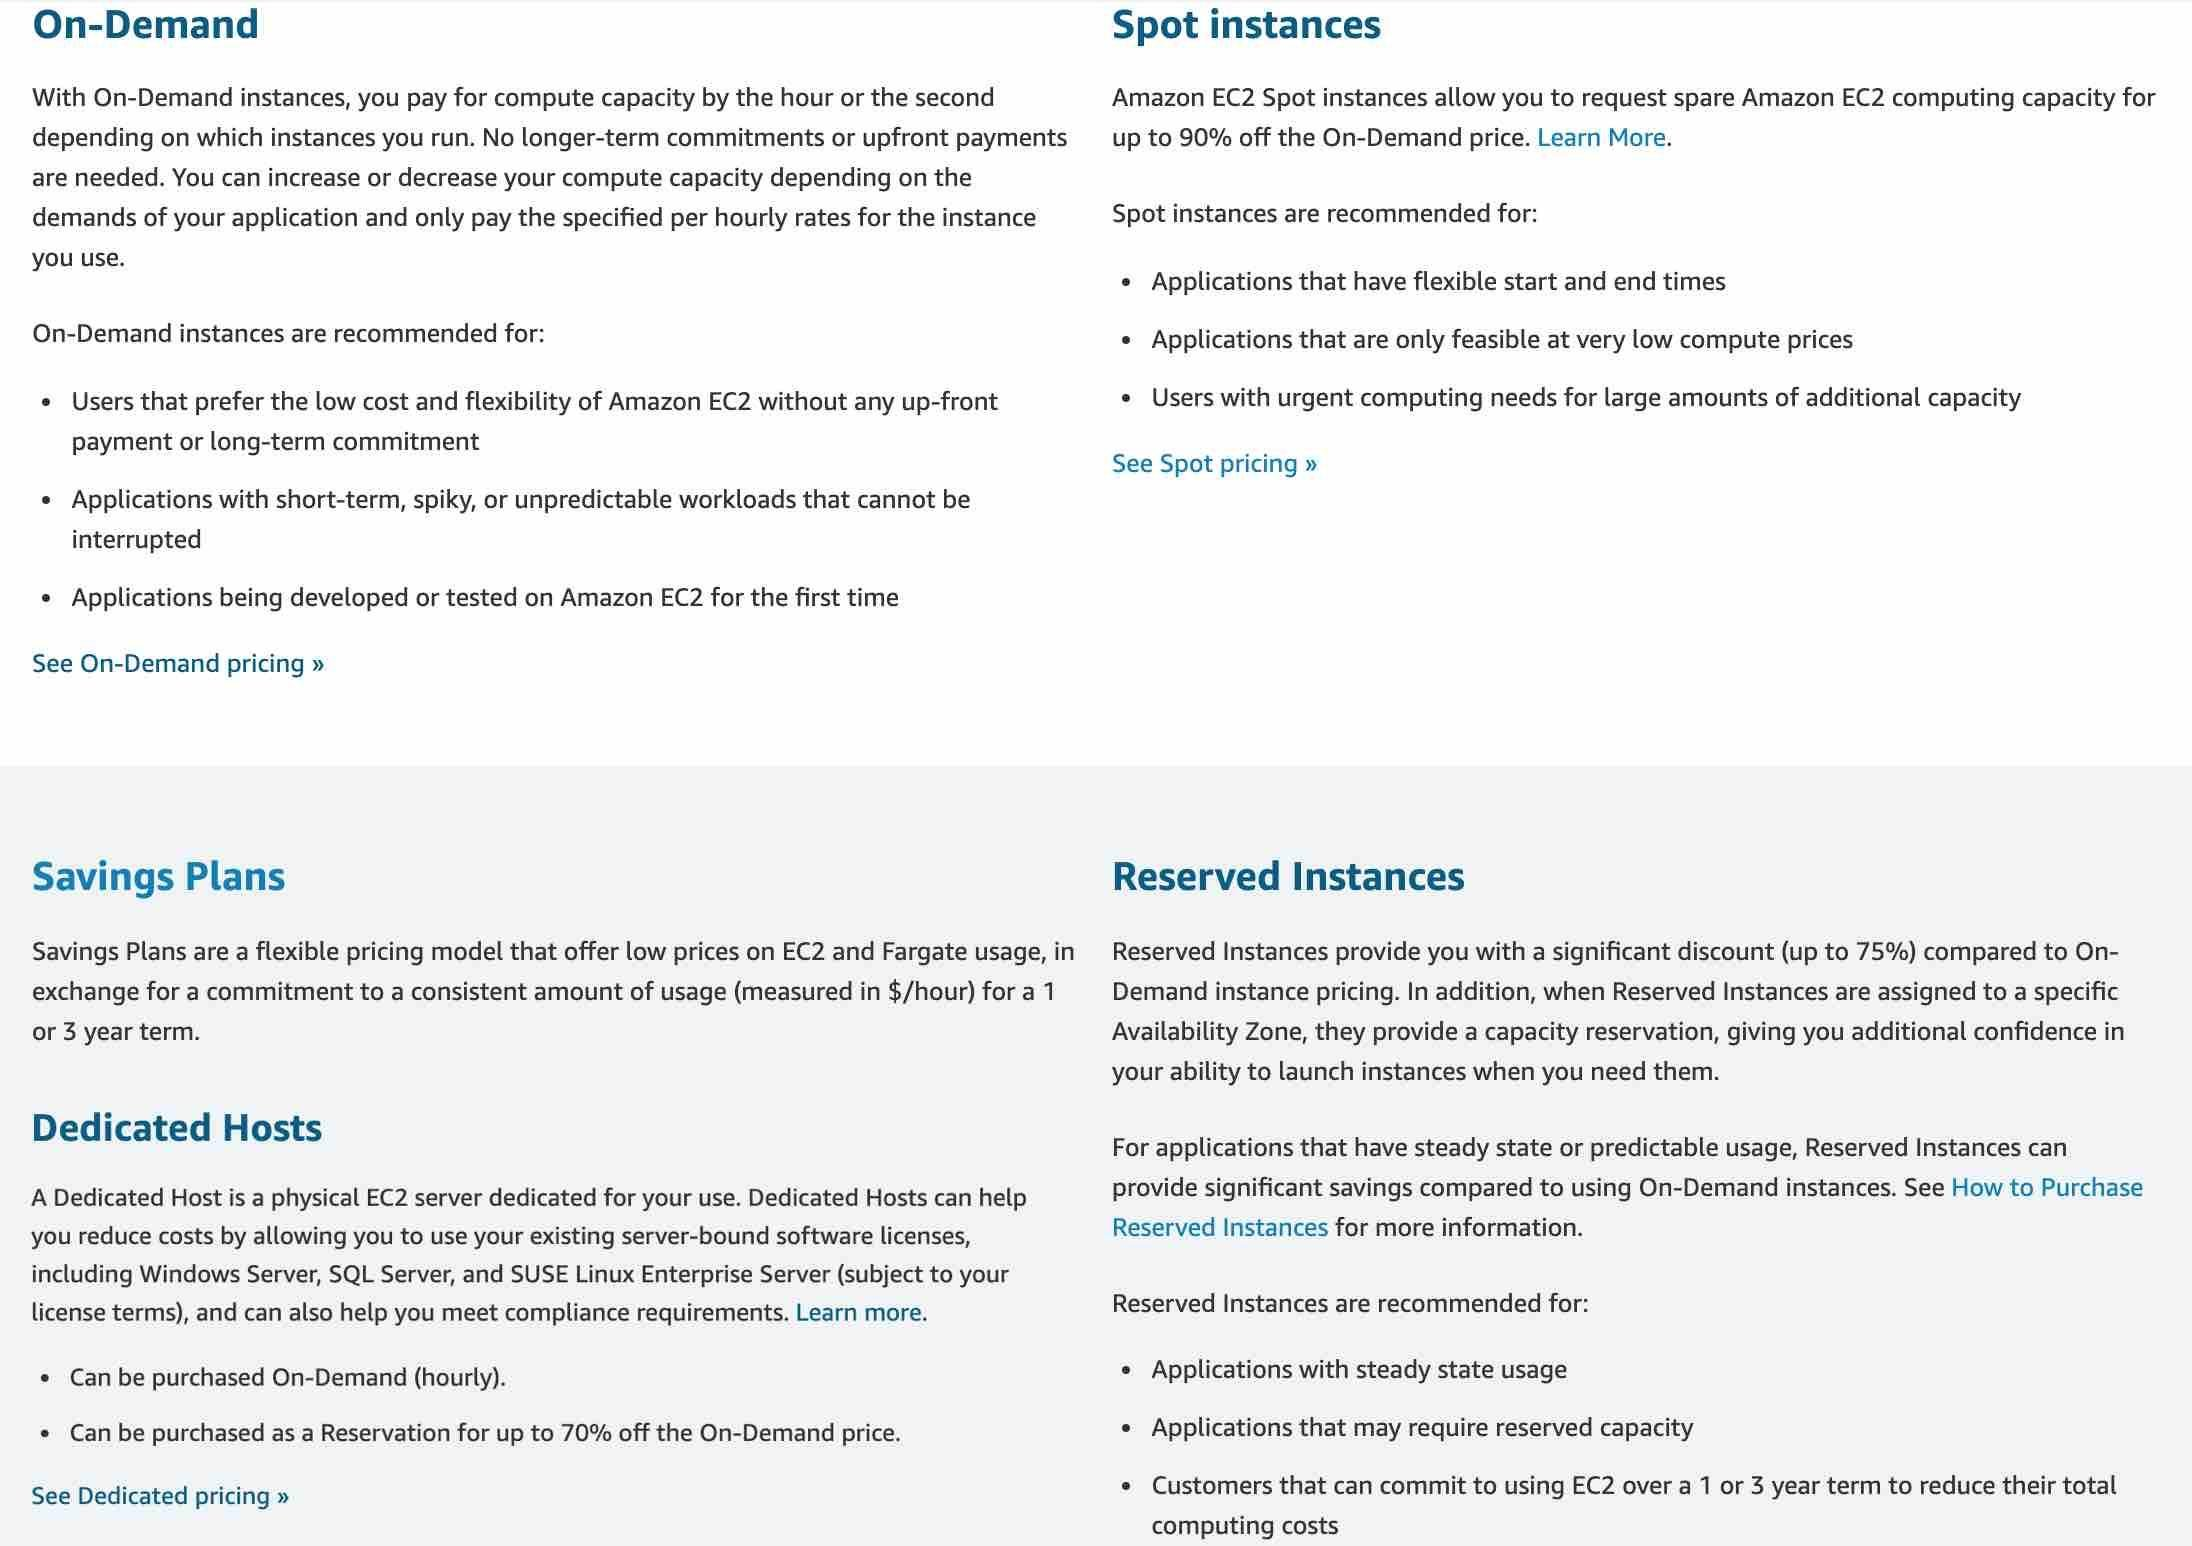 On-Demand
With On-Demand instances, you pay for compute capacity by the hour or the second
depending on which instances you run. No longer-term commitments or upfront payments
are needed. You can increase or decrease your compute capacity depending on the
demands of your application and only pay the specified per hourly rates for the instance
you use.
On-Demand instances are recommended for:
• Users that prefer the low cost and flexibility of Amazon EC2 without any up-front
payment or long-term commitment
• Applications with short-term, spiky, or unpredictable workloads that cannot be
interrupted
• Applications being developed or tested on Amazon EC2 for the first time
See On-Demand pricing »
Spot instances
Amazon EC2 Spot instances allow you to request spare Amazon EC2 computing capacity for
up to 90% off the On-Demand price. Learn More.
Spot instances are recommended for:
• Applications that have flexible start and end times
• Applications that are only feasible at very low compute prices
• Users with urgent computing needs for large amounts of additional capacity
See Spot pricing »
Savings Plans
Savings Plans are a flexible pricing model that offer low prices on EC2 and Fargate usage, in
exchange for a commitment to a consistent amount of usage (measured in $/hour) for a 1
or 3 year term.
Dedicated Hosts
A Dedicated Host is a physical EC2 server dedicated for your use. Dedicated Hosts can help
you reduce costs by allowing you to use your existing server-bound software licenses,
including Windows Server, SQL Server, and SUSE Linux Enterprise Server (subject to your
license terms), and can also help you meet compliance requirements. Learn more.
• Can be purchased On-Demand (hourly).
• Can be purchased as a Reservation for up to 70% off the On-Demand price.
See Dedicated pricing »
Reserved Instances
Reserved Instances provide you with a significant discount (up to 75%) compared to On-
Demand instance pricing. In addition, when Reserved Instances are assigned to a specific
Availability Zone, they provide a capacity reservation, giving you additional confidence in
your ability to launch instances when you need them.
For applications that have steady state or predictable usage, Reserved Instances can
provide significant savings compared to using On-Demand instances. See How to Purchase
Reserved Instances for more information.
Reserved Instances are recommended for:
• Applications with steady state usage
• Applications that may require reserved capacity
• Customers that can commit to using EC2 over a 1 or 3 year term to reduce their total
computing costs